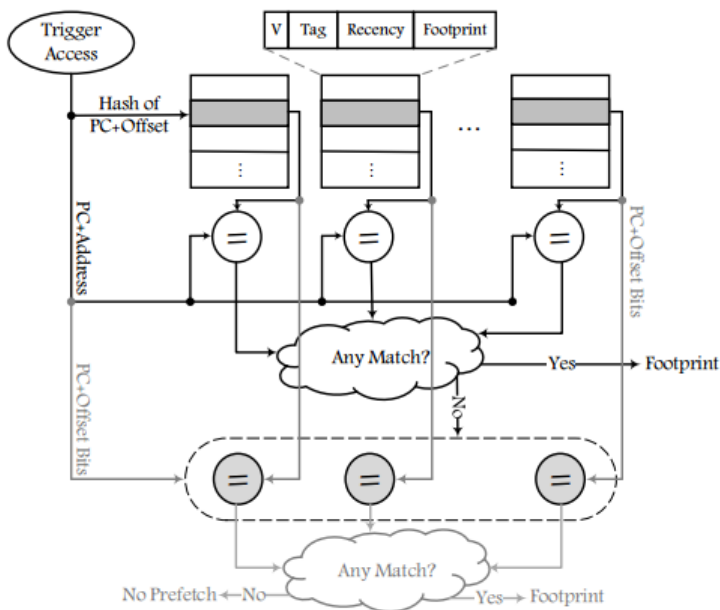 Trigger
Access
V Tag Recency Footprint
Hash of
PC+Offset
...
⋮ ⋮ ⋮
PC+Address
= = =
PC+Offset Bits
Any Match?
Yes Footprint
No
PC+Offset Bits
= = =
Any Match?
No Prefetch No Yes Footprint